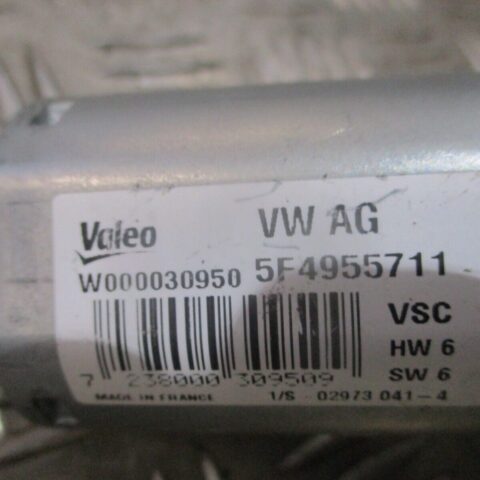 Valeo VW AG
W000030950 5F4955711
VSC
HW 6
7 238000 309509 SW 6
MADE IN FRANCE 1/S 02973 041-4